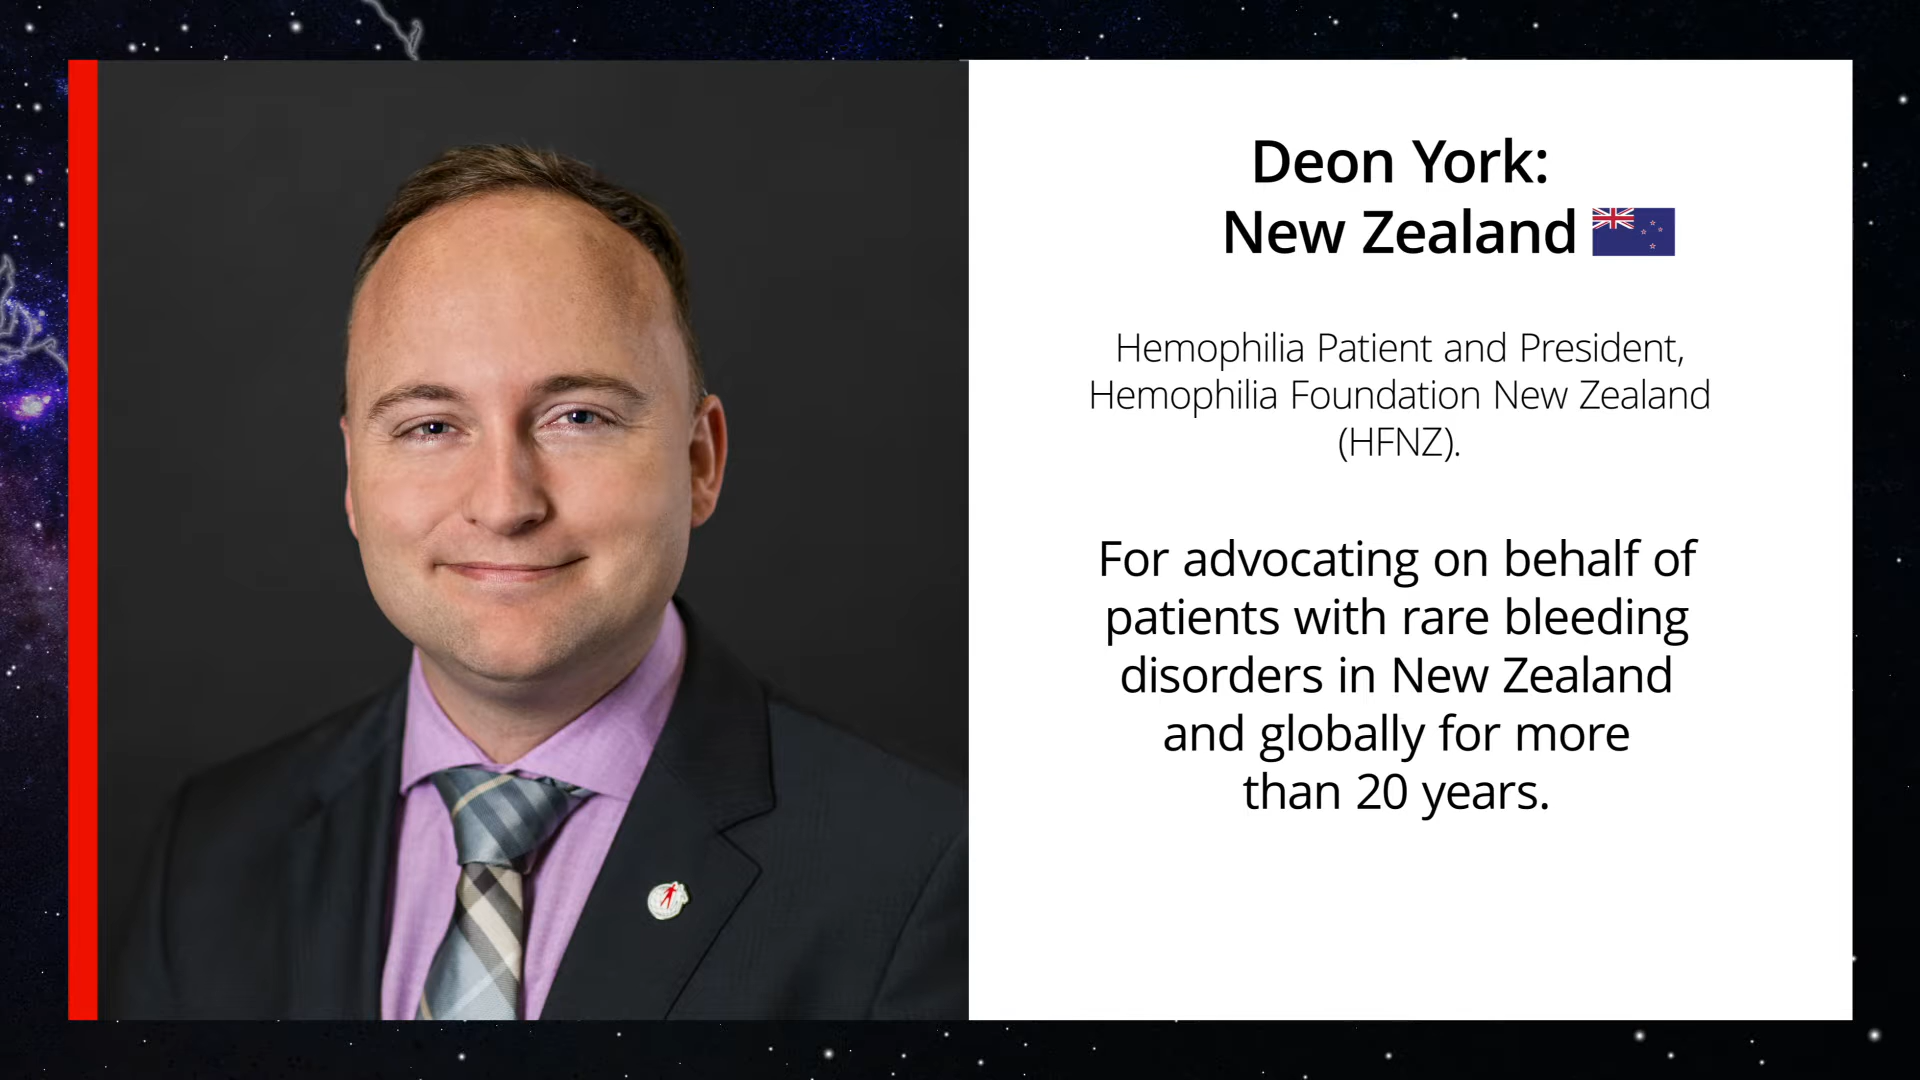 Deon York:
New Zealand
Hemophilia Patient and President,
Hemophilia Foundation New Zealand
(HFNZ).
For advocating on behalf of
patients with rare bleeding
disorders in New Zealand
and globally for more
than 20 years.